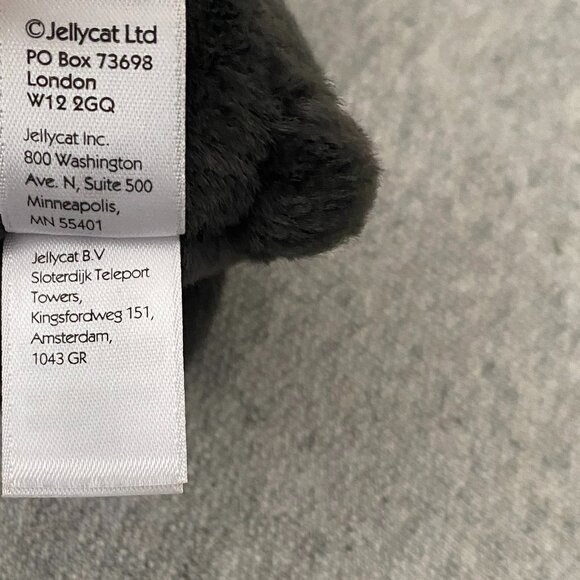 ©Jellycat Ltd
PO Box 73698
London
W12 2GQ
Jellycat Inc.
800 Washington
Ave. N, Suite 500
Minneapolis,
MN 55401
Jellycat B.V
Sloterdijk Teleport
Towers,
Kingsfordweg 151,
Amsterdam,
1043 GR